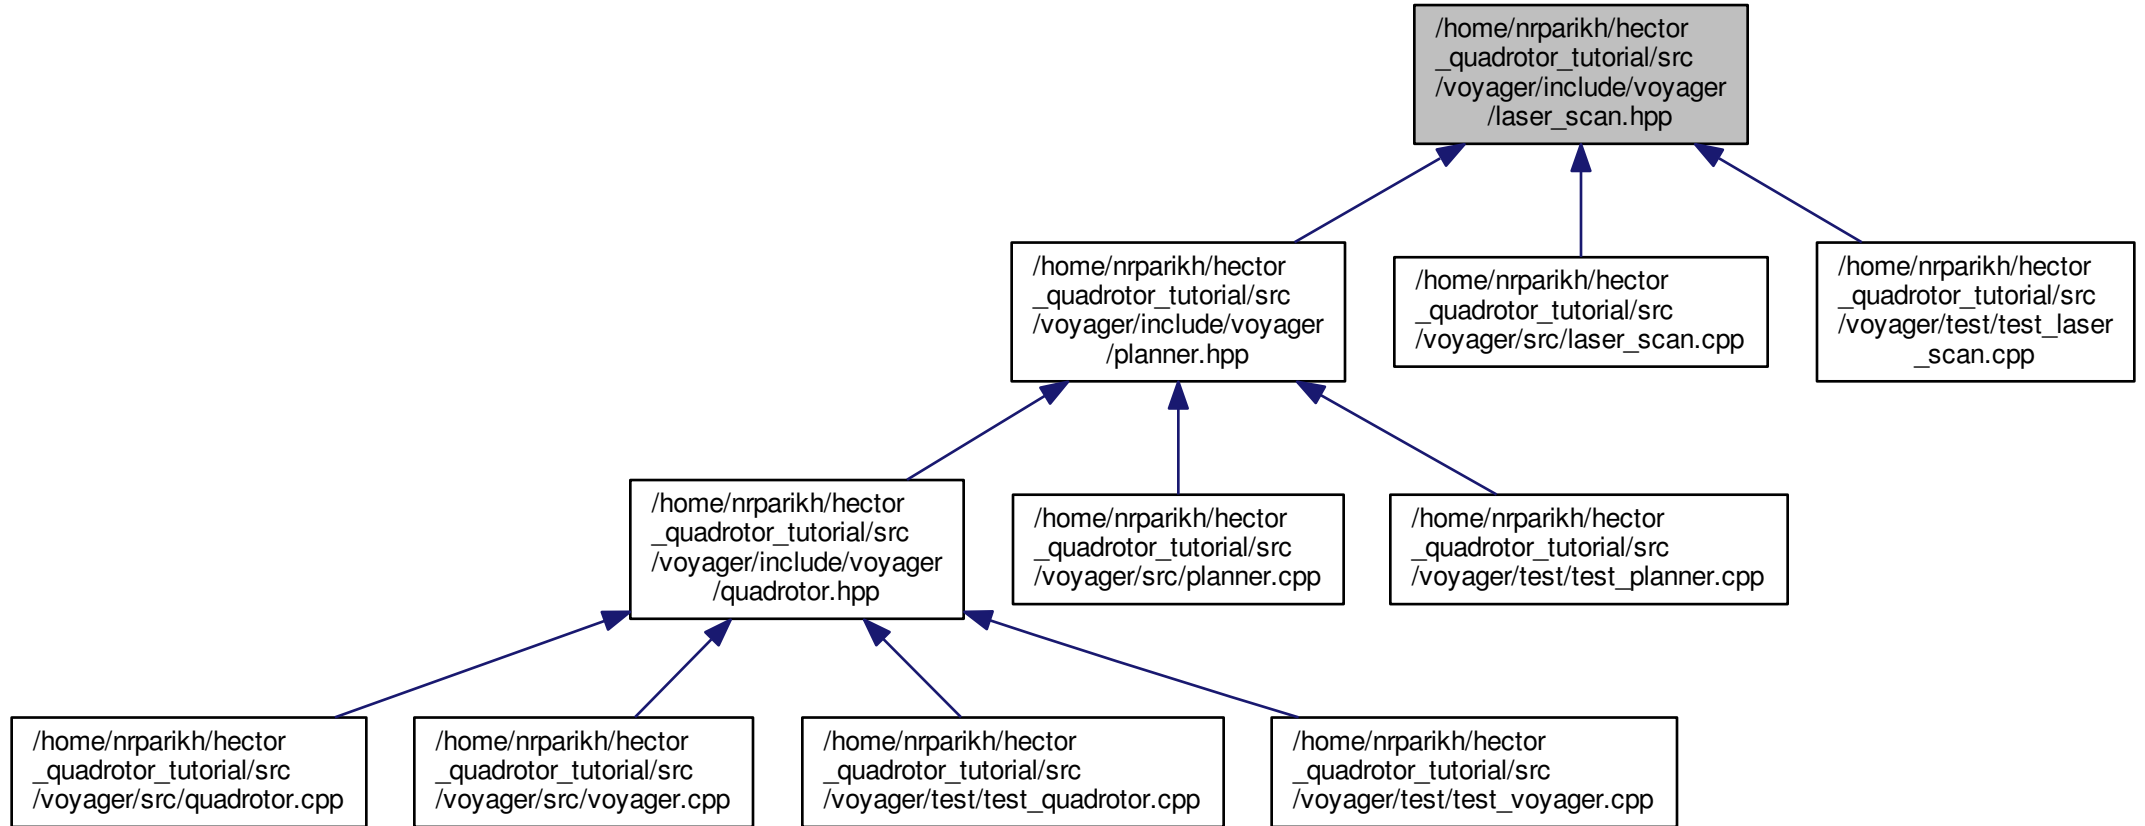 /home/nrparikh/hector
_quadrotor_tutorial/src
/voyager/include/voyager
/laser_scan.hpp
/home/nrparikh/hector
_quadrotor_tutorial/src
/voyager/include/voyager
/planner.hpp
/home/nrparikh/hector
_quadrotor_tutorial/src
/voyager/src/laser_scan.cpp
/home/nrparikh/hector
_quadrotor_tutorial/src
/voyager/test/test_laser
_scan.cpp
/home/nrparikh/hector
_quadrotor_tutorial/src
/voyager/include/voyager
/quadrotor.hpp
/home/nrparikh/hector
_quadrotor_tutorial/src
/voyager/src/planner.cpp
/home/nrparikh/hector
_quadrotor_tutorial/src
/voyager/test/test_planner.cpp
/home/nrparikh/hector
_quadrotor_tutorial/src
/voyager/src/quadrotor.cpp
/home/nrparikh/hector
_quadrotor_tutorial/src
/voyager/src/voyager.cpp
/home/nrparikh/hector
_quadrotor_tutorial/src
/voyager/test/test_quadrotor.cpp
/home/nrparikh/hector
_quadrotor_tutorial/src
/voyager/test/test_voyager.cpp